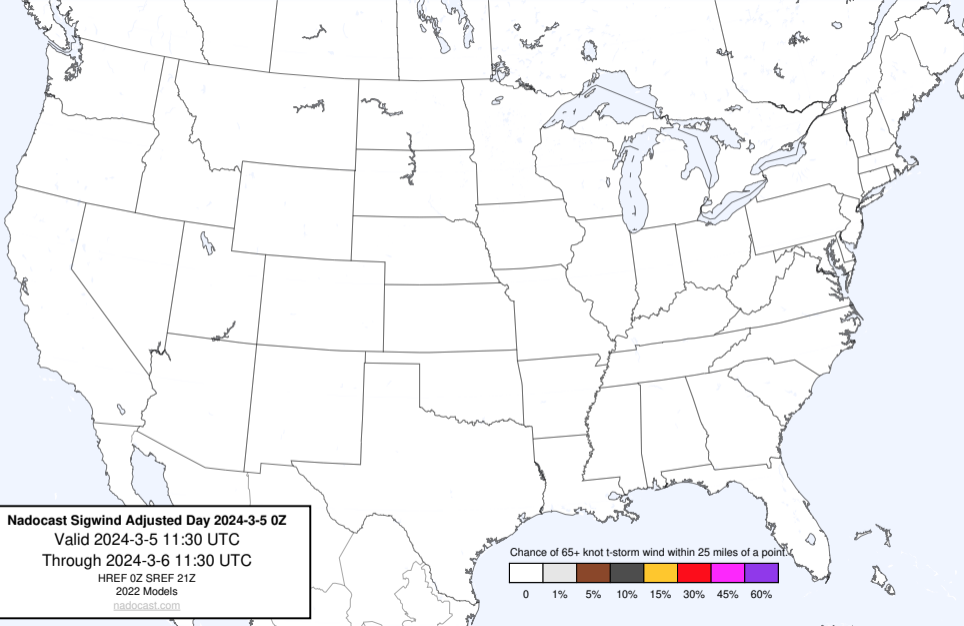 Nadocast Sigwind Adjusted Day 2024-3-5 0Z
Valid 2024-3-5 11:30 UTC
Through 2024-3-6 11:30 UTC
HREF 0Z SREF 21Z
2022 Models
nadocast.com
Chance of 65+ knot t-storm wind within 25 miles of a point.
0 1% 5% 10% 15% 30% 45% 60%